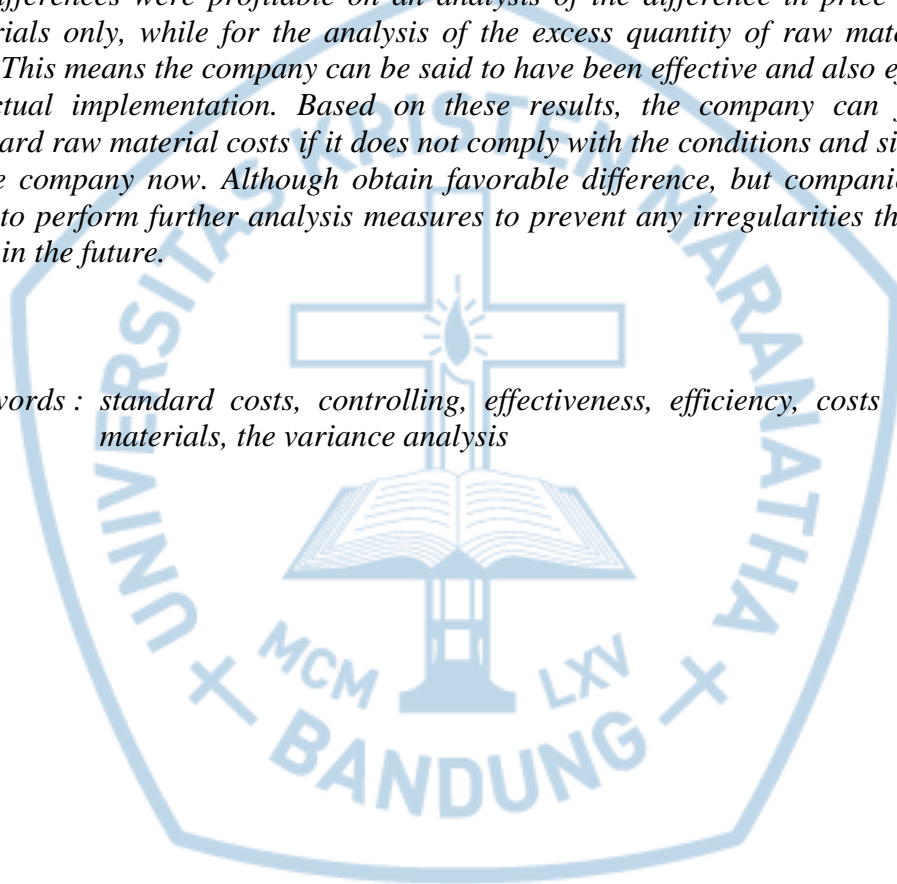 differences were profitable on an analysis of the difference in price
rials only, while for the analysis of the excess quantity of raw mate
This means the company can be said to have been effective and also e
ctual implementation. Based on these results, the company can
ard raw material costs if it does not comply with the conditions and si
e company now. Although obtain favorable difference, but compani
to perform further analysis measures to prevent any irregularities th
in the future.
words : standard costs, controlling, effectiveness, efficiency, costs
materials, the variance analysis
UNIVERSITAS KRISTEN MARANATHA
MCM LXV
BANDUNG